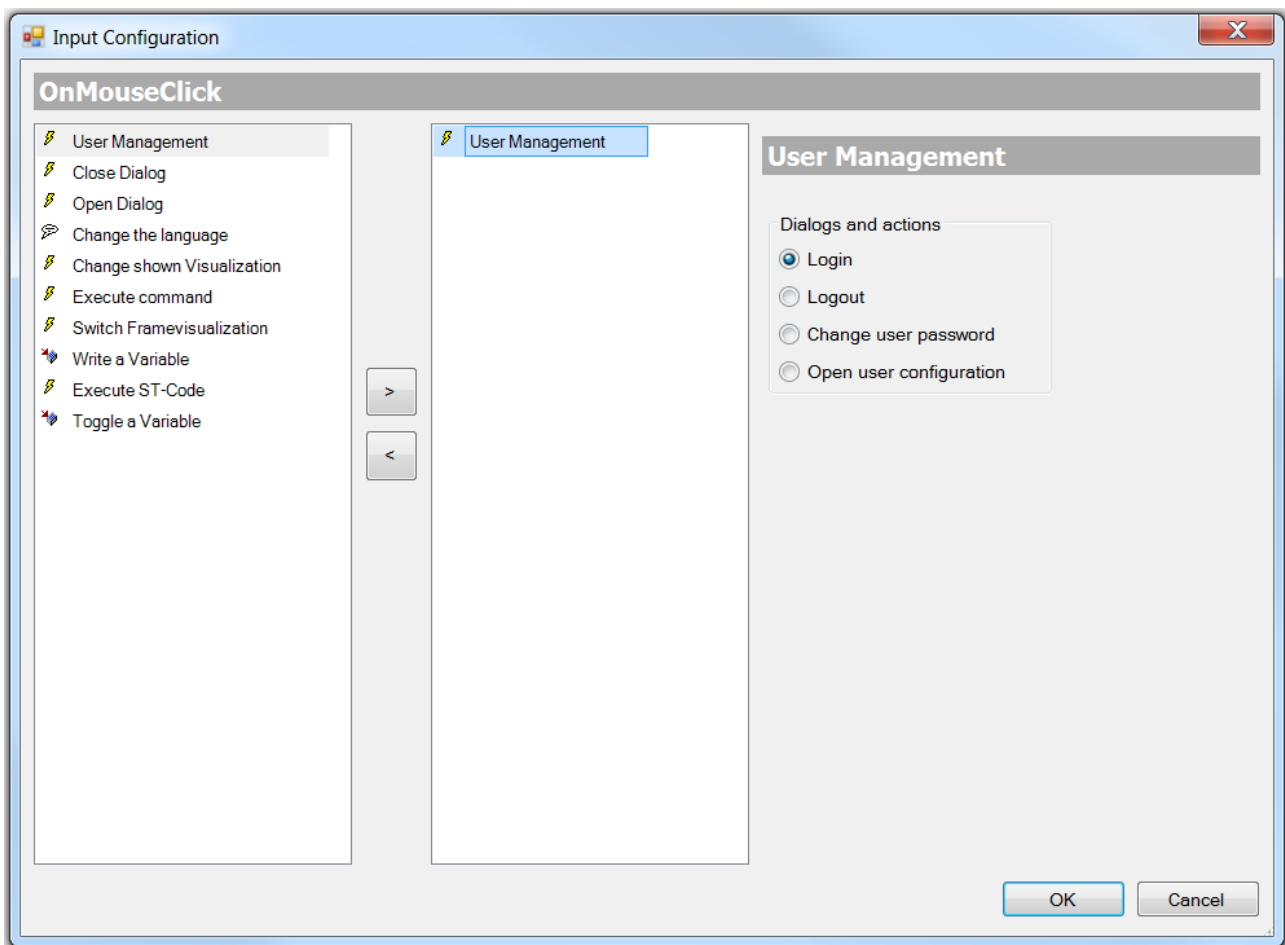 Input Configuration
X
OnMouseClick
User Management
Close Dialog
Open Dialog
Change the language
Change shown Visualization
Execute command
Switch Framevisualization
Write a Variable
Execute ST-Code
Toggle a Variable
>
<
User Management
User Management
Dialogs and actions
Login
Logout
Change user password
Open user configuration
OK
Cancel